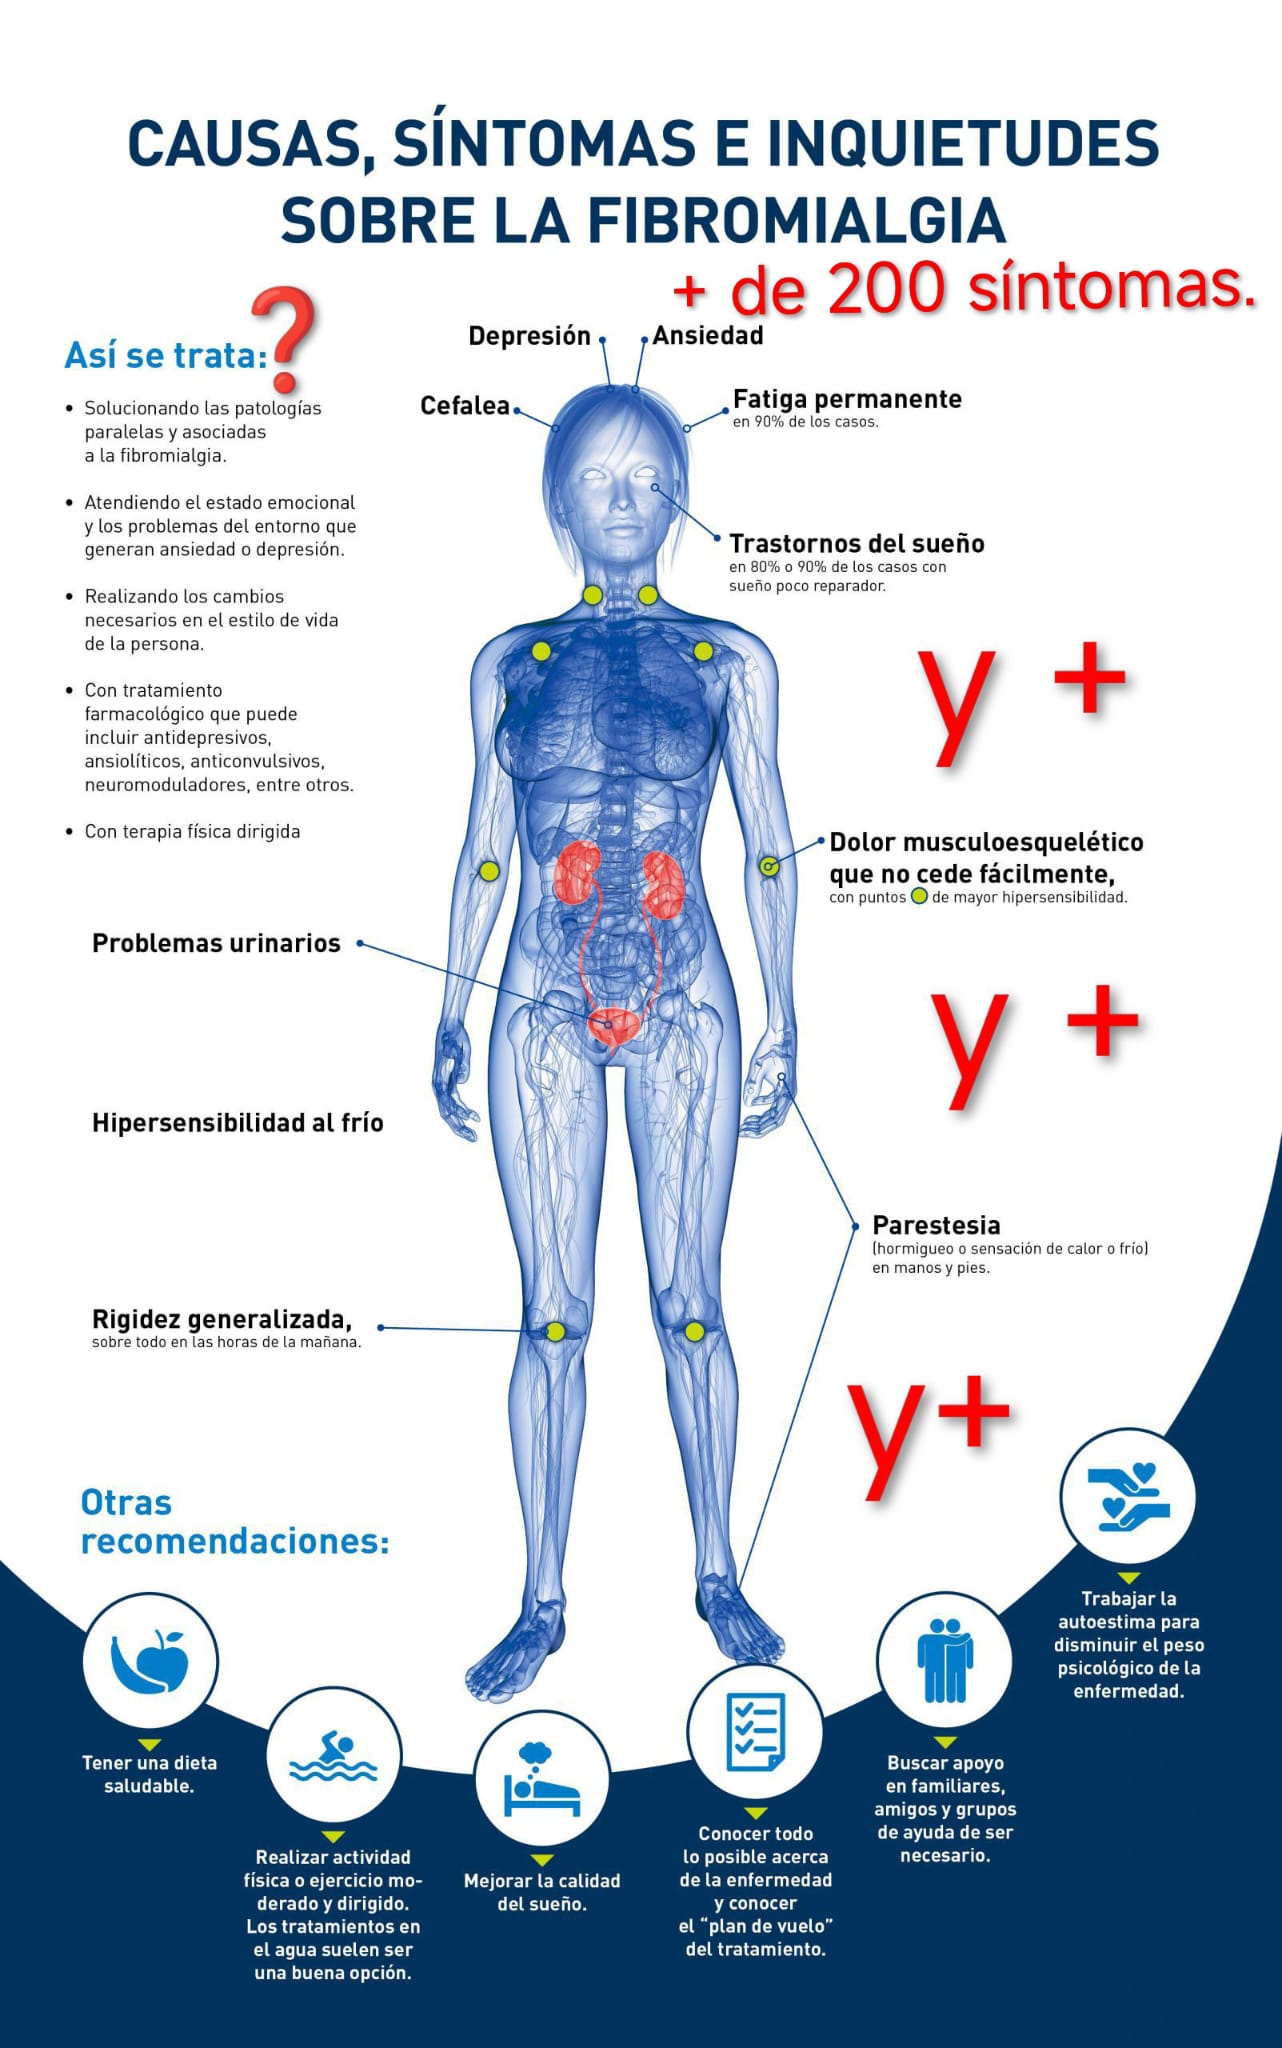 CAUSAS, SÍNTOMAS E INQUIETUDES
SOBRE LA FIBROMIALGIA
+ de 200 síntomas.
Así se trata:❓
• Solucionando las patologías
paralelas y asociadas
a la fibromialgia.
• Atendiendo el estado emocional
y los problemas del entorno que
generan ansiedad o depresión.
• Realizando los cambios
necesarios en el estilo de vida
de la persona.
• Con tratamiento
farmacológico que puede
incluir antidepresivos,
ansiolíticos, anticonvulsivos,
neuromoduladores, entre otros.
• Con terapia física dirigida
Depresión
Ansiedad
Cefalea
Fatiga permanente
en 90% de los casos.
Trastornos del sueño
en 80% o 90% de los casos con
sueño poco reparador.
y +
Dolor musculoesquelético
que no cede fácilmente,
con puntos de mayor hipersensibilidad.
Problemas urinarios
y +
Hipersensibilidad al frío
Parestesia
(hormigueo o sensación de calor o frío)
en manos y pies.
Rigidez generalizada,
sobre todo en las horas de la mañana.
y+
Otras
recomendaciones:
Tener una dieta
saludable.
Realizar actividad
física o ejercicio mo-
derado y dirigido.
Los tratamientos en
el agua suelen ser
una buena opción.
Mejorar la calidad
del sueño.
Conocer todo
lo posible acerca
de la enfermedad
y conocer
el “plan de vuelo”
del tratamiento.
Buscar apoyo
en familiares,
amigos y grupos
de ayuda de ser
necesario.
Trabajar la
autoestima para
disminuir el peso
psicológico de la
enfermedad.